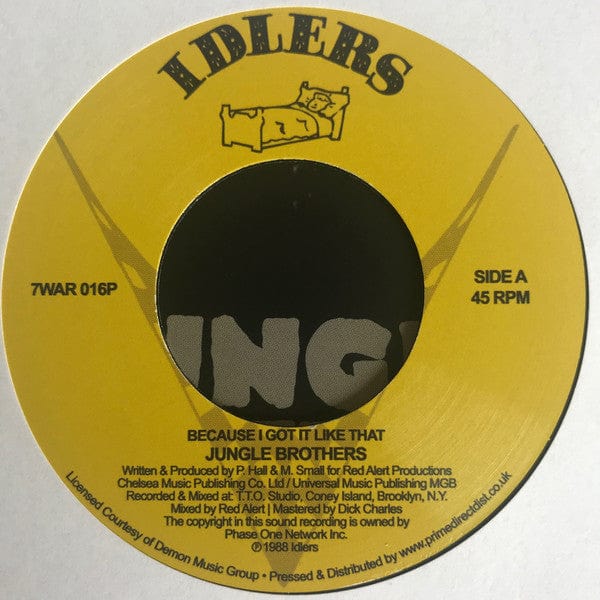 IDLERS
7WAR 016P
SIDE A
45 RPM
UNGL
BECAUSE I GOT IT LIKE THAT
JUNGLE BROTHERS
Written & Produced by P. Hall & M. Small for Red Alert Productions
Chelsea Music Publishing Co. Ltd / Universal Music Publishing MGB
Recorded & Mixed at: T.T.O. Studio, Coney Island, Brooklyn, N.Y.
Mixed by Red Alert | Mastered by Dick Charles
The copyright in this sound recording is owned by
Phase One Network Inc.
℗ 1988 Idlers
Licensed Courtesy of Demon Music Group • Pressed & Distributed by www.primedirectdist.co.uk